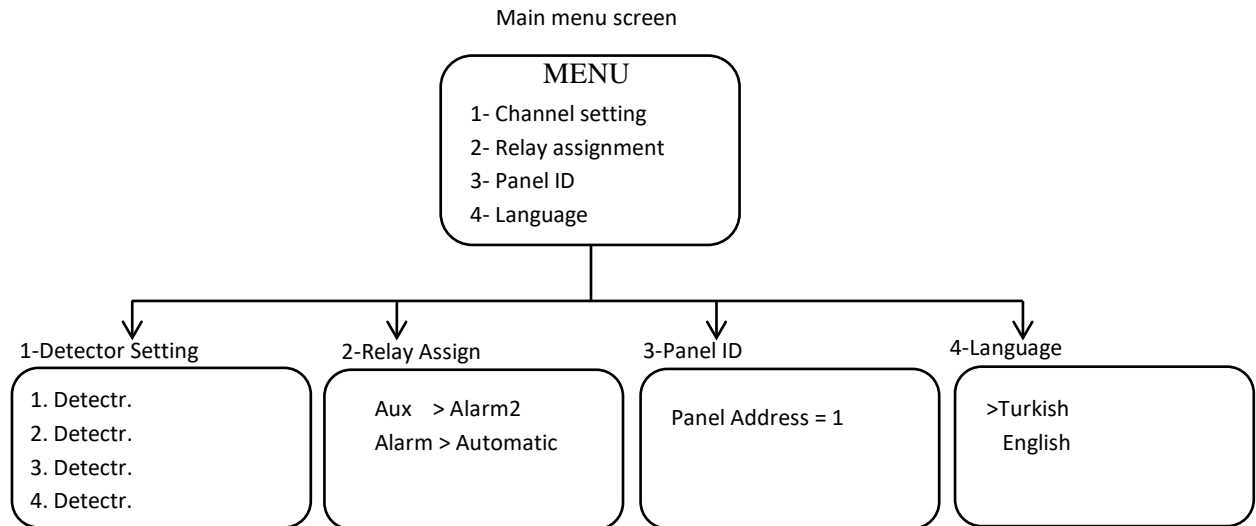 Main menu screen
MENU
1- Channel setting
2- Relay assignment
3- Panel ID
4- Language
1-Detector Setting
1. Detectr.
2. Detectr.
3. Detectr.
4. Detectr.
2-Relay Assign
Aux > Alarm2
Alarm > Automatic
3-Panel ID
Panel Address = 1
4-Language
>Turkish
English